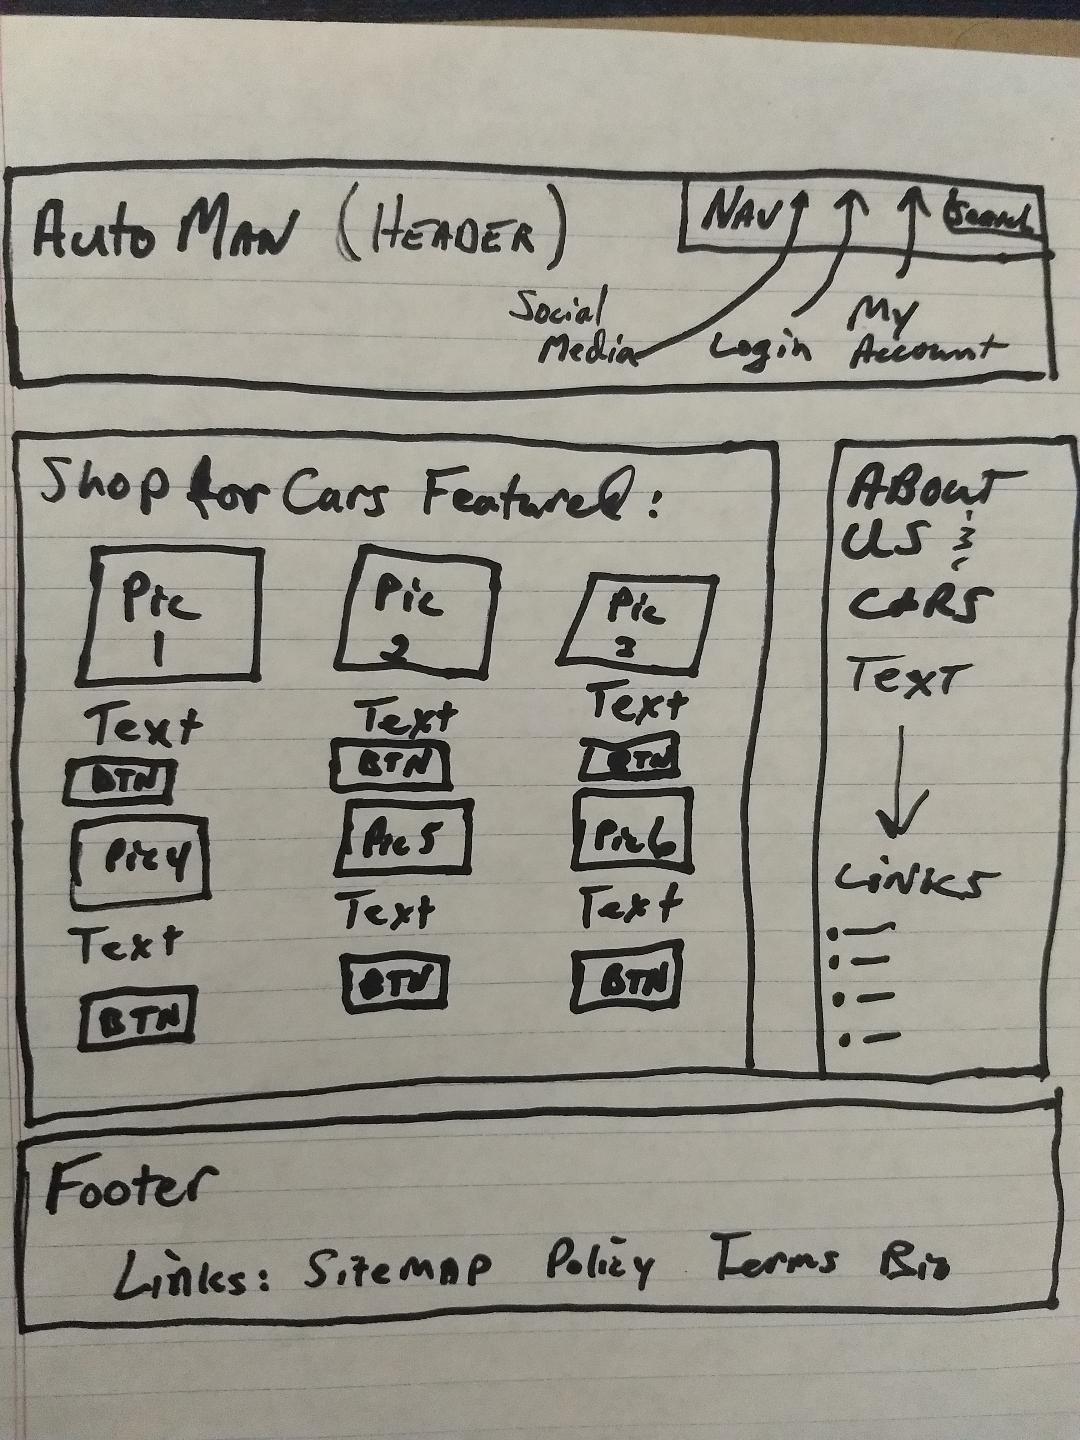 Auto Man (Header)
Nav
Search
Social
Media
Login
My
Account
Shop for Cars Featured:
Pic
1
Pic
2
Pic
3
Text
Text
Text
BTN
BTN
BTN
Pic 4
Pic 5
Pic 6
Text
Text
Text
BTN
BTN
BTN
ABOUT
US &
CARS
TEXT
LINKS
Footer
Links: Sitemap Policy Terms Biz